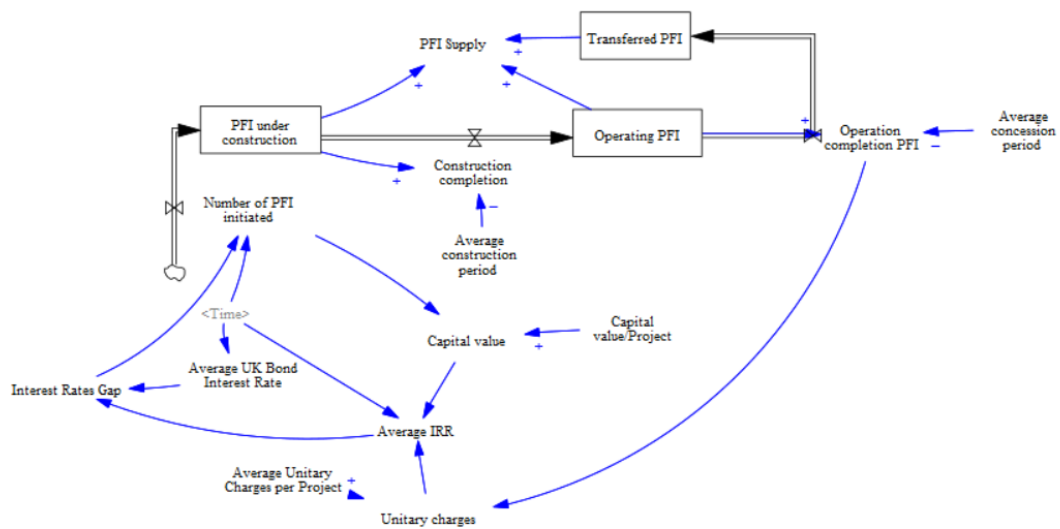 PFI Supply
Transferred PFI
+
+
+
PFI under
construction
Operating PFI
+
Operation
completion PFI
Average
concession
period
−
Construction
completion
+
−
Number of PFI
initiated
Average
construction
period
<Time>
Capital value
Capital
value/Project
+
Average UK Bond
Interest Rate
Interest Rates Gap
Average IRR
Average Unitary
Charges per Project
+
Unitary charges